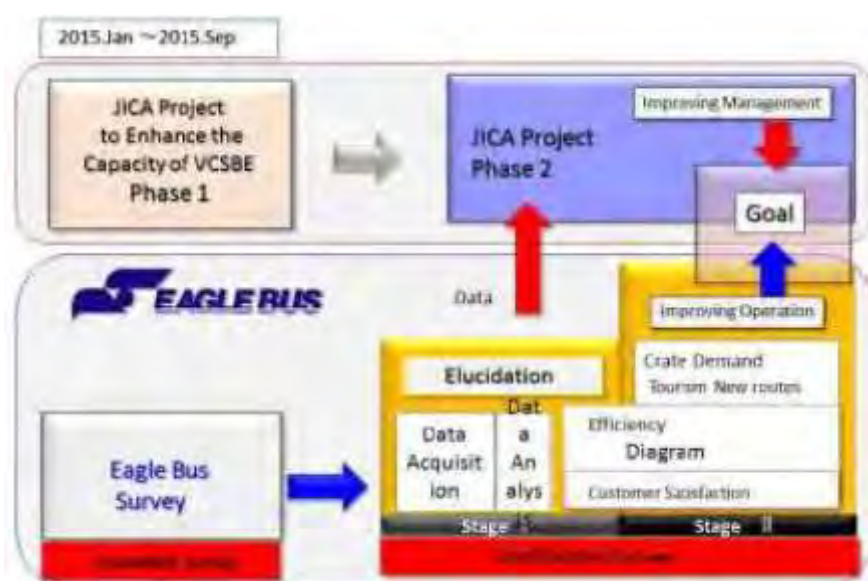 2015.Jan ～2015.Sep
JICA Project
to Enhance the
Capacity of VCSBE
Phase 1
JICA Project
Phase 2
Improving Management
Goal
EAGLE BUS
Data
Improving Operation
Elucidation
Crate Demand
Tourism New routes
Data
Acquisit
ion
Dat
a
An
alys
is
Efficiency
Diagram
Customer Satisfaction
Eagle Bus
Survey
Stage
Stage II